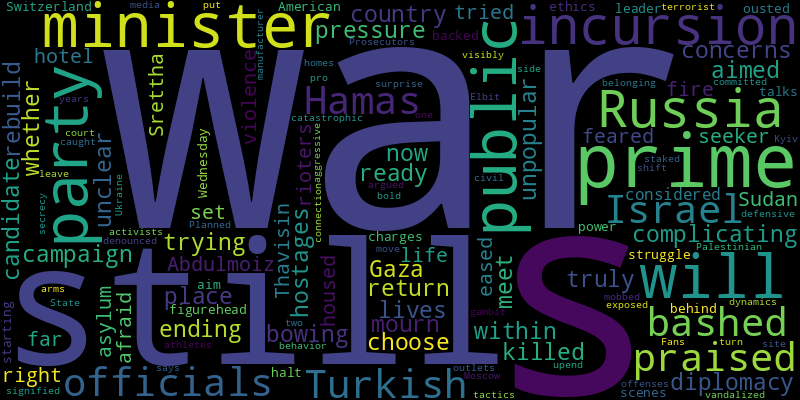 Switzerland
media
put
American
leader
terrorist
ousted
minister
manufacturer
ethics
incursion
country
tried
pressure
backed
Prosecutors
public
visibly
side
concerns
War
hotel
Srettha
violence
homes
pro
surprise
unpopular
belonging
committed
talks
aimed
fire
party
rebuild
candidate
Whether
years
court
caught
leave
unclear
Ukraine
Wednesday
Hamas
catastrophic
one
Elbit
Russia
feared
seeker
Kyiv
staked
shift
prime
now
ready
rioters
connection
aggressive
argued
bold
civil
secrecy
set
Planned
Israel
considered
Sudan
defensive
activists
denounced
trying
Thavisin
hostages
charges
move
power
complicating
Palestinian
campaign
Abdulmoiz
life
eased
meet
struggle
still
S
will
truly
mobbed
dynamics
exposed
arms
State
aim
place
figurehead
housed
Gaza
return
lives
gambit
behind
Fans
turn
site
bashed
asylum
afraid
starting
far
two
behavior
ending
athletes
bowing
mourn
choose
within
killed
upend
praised
right
signified
officials
says
halt
outlets
Moscow
Turkish
tactics
offenses
scenes
diplomacy
vandalized